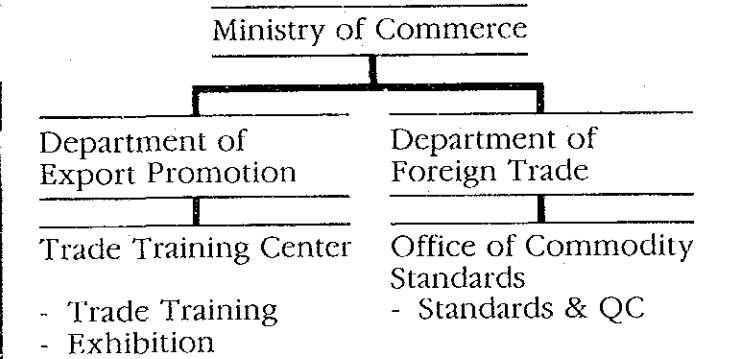 Ministry of Commerce
Department of
Export Promotion
Department of
Foreign Trade
Trade Training Center
- Trade Training
- Exhibition
Office of Commodity
Standards
- Standards & QC